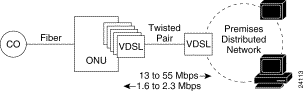 CO
Fiber
ONU
VDSL
Twisted
Pair
VDSL
Premises
Distributed
Network
13 to 55 Mbps
1.6 to 2.3 Mbps
24113